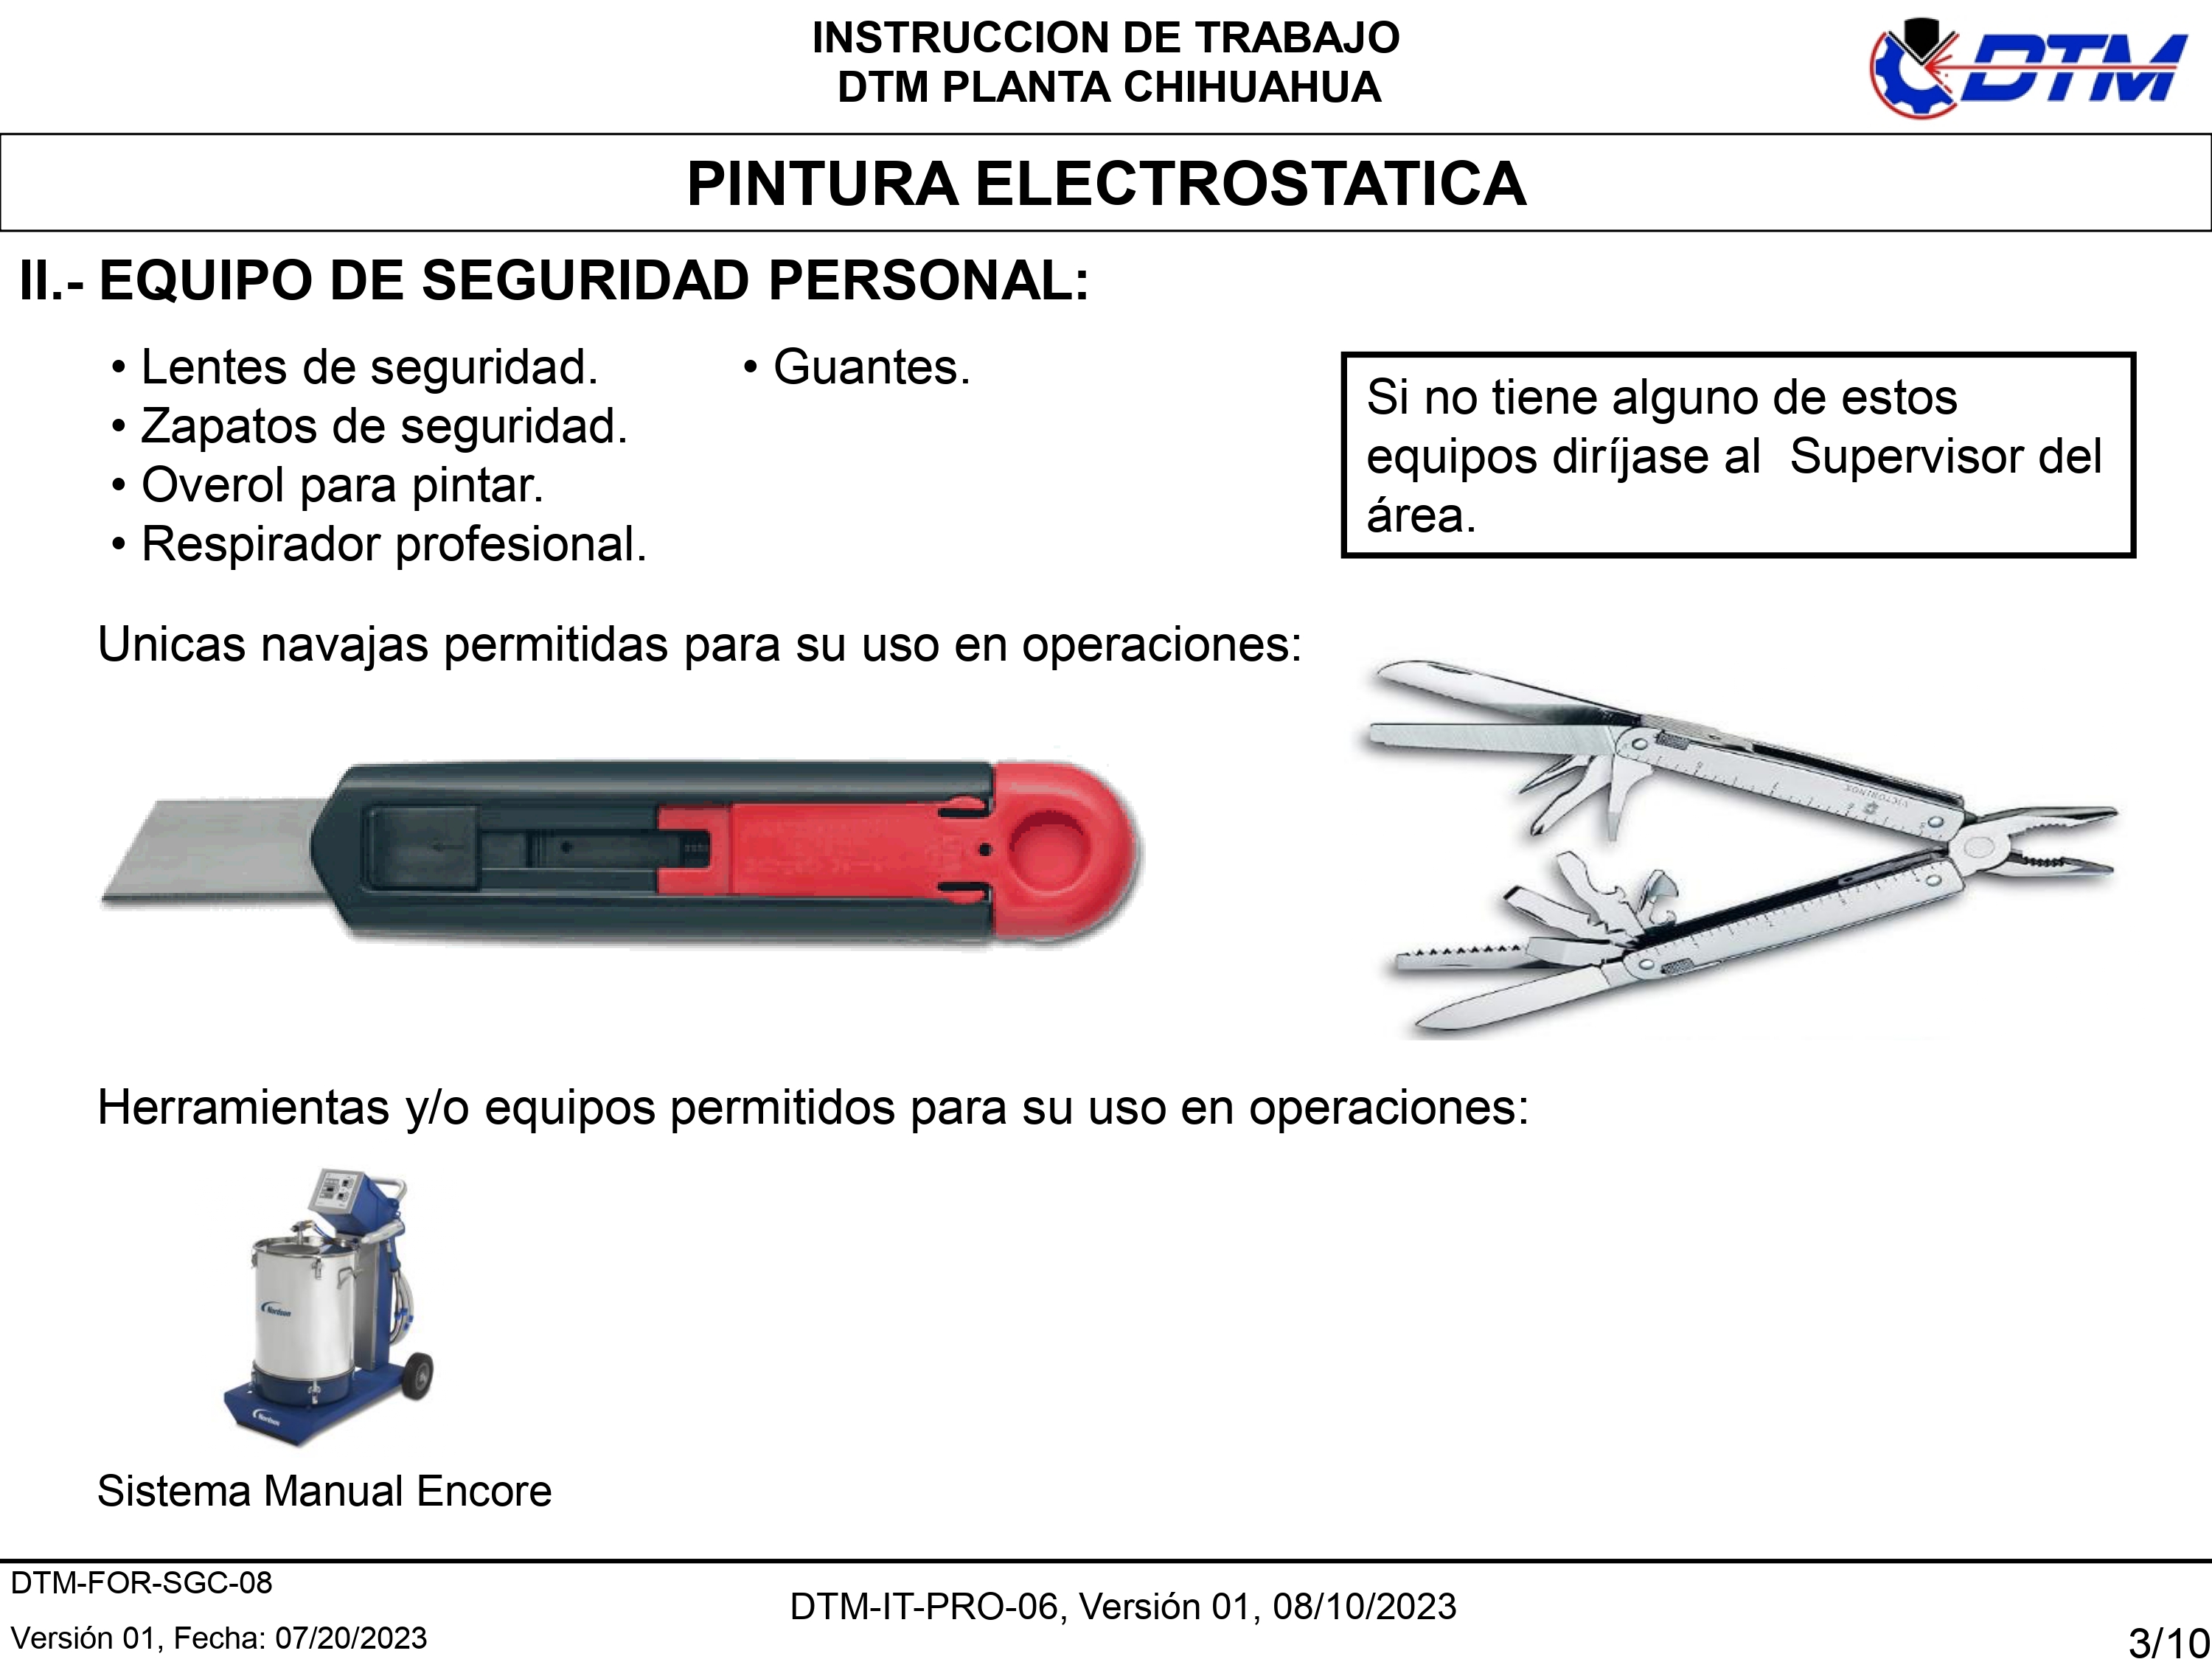 INSTRUCCION DE TRABAJO
DTM PLANTA CHIHUAHUA
DTM
PINTURA ELECTROSTATICA
II.- EQUIPO DE SEGURIDAD PERSONAL:
• Lentes de seguridad.
• Zapatos de seguridad.
• Overol para pintar.
• Respirador profesional.
• Guantes.
Si no tiene alguno de estos
equipos diríjase al  Supervisor del
área.
Unicas navajas permitidas para su uso en operaciones:
VICTORINOX
Herramientas y/o equipos permitidos para su uso en operaciones:
Nordson
Nordson
Sistema Manual Encore
DTM-FOR-SGC-08
Versión 01, Fecha: 07/20/2023
DTM-IT-PRO-06, Versión 01, 08/10/2023
3/10